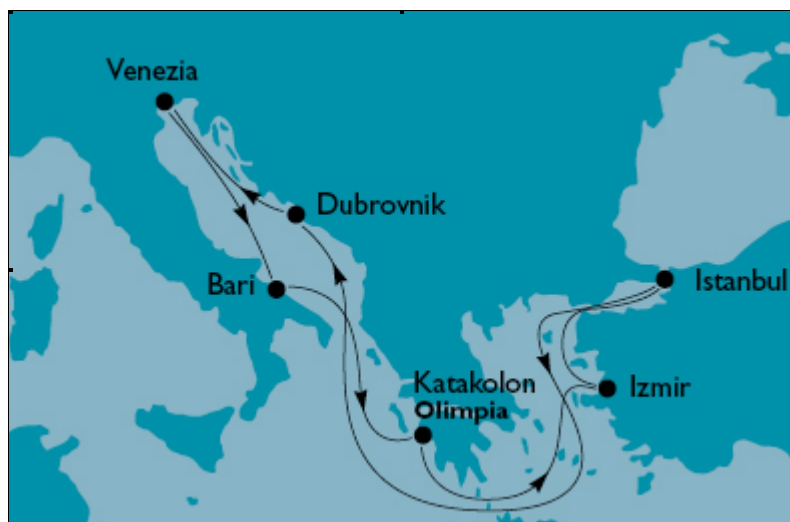 Venezia
Dubrovnik
Bari
Istanbul
Katakolon
Olimpia
Izmir